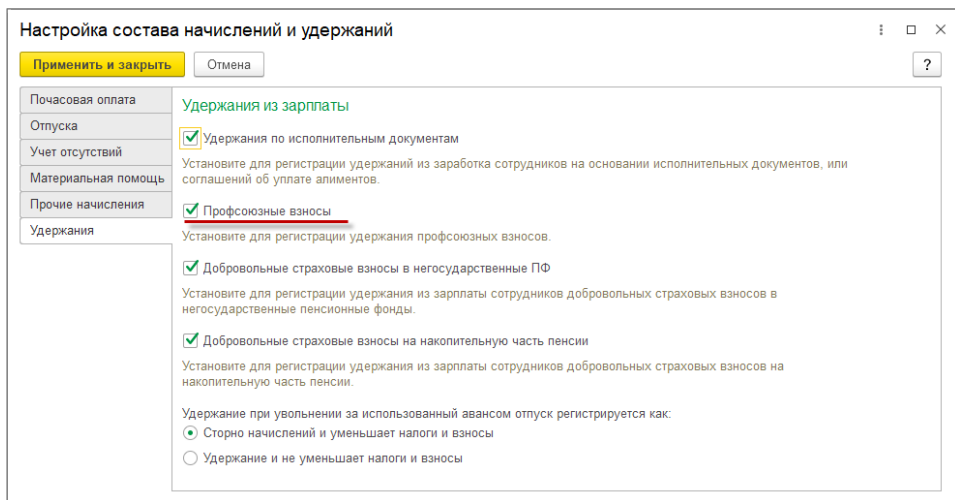 Настройка состава начислений и удержаний
Применить и закрыть
Отмена
?
Почасовая оплата
Отпуска
Учет отсутствий
Материальная помощь
Прочие начисления
Удержания
Удержания из зарплаты
Удержания по исполнительным документам
Установите для регистрации удержаний из заработка сотрудников на основании исполнительных документов, или
соглашений об уплате алиментов.
Профсоюзные взносы
Установите для регистрации удержания профсоюзных взносов.
Добровольные страховые взносы в негосударственные ПФ
Установите для регистрации удержания из зарплаты сотрудников добровольных страховых взносов в
негосударственные пенсионные фонды.
Добровольные страховые взносы на накопительную часть пенсии
Установите для регистрации удержания из зарплаты сотрудников добровольных страховых взносов на
накопительную часть пенсии.
Удержание при увольнении за использованный авансом отпуск регистрируется как:
Сторно начислений и уменьшает налоги и взносы
Удержание и не уменьшает налоги и взносы